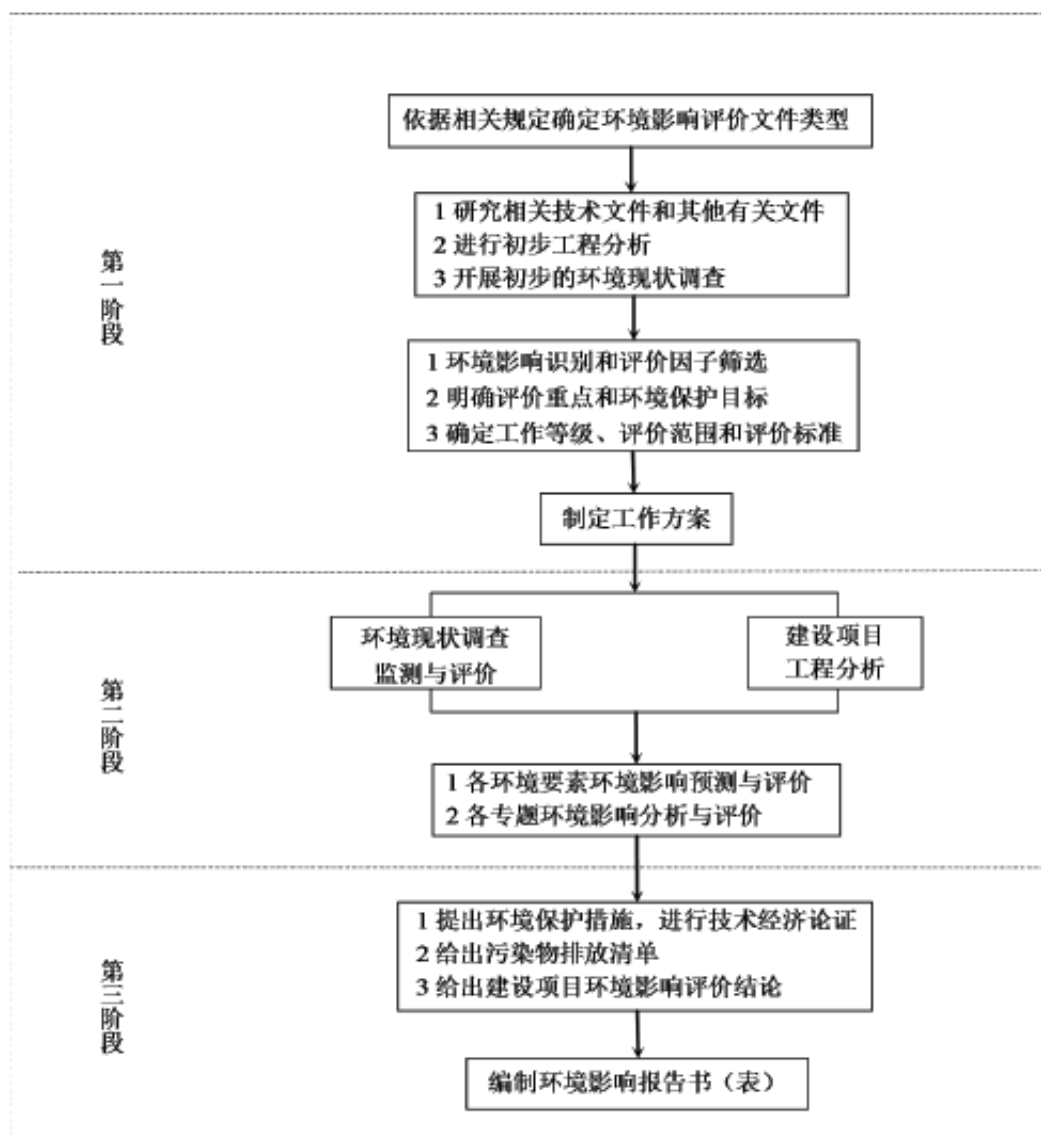 依据相关规定确定环境影响评价文件类型
1 研究相关技术文件和其他有关文件
2 进行初步工程分析
3 开展初步的环境现状调查
第一阶段
1 环境影响识别和评价因子筛选
2 明确评价重点和环境保护目标
3 确定工作等级、评价范围和评价标准
制定工作方案
环境现状调查
监测与评价
建设项目
工程分析
第二阶段
1 各环境要素环境影响预测与评价
2 各专题环境影响分析与评价
1 提出环境保护措施，进行技术经济论证
2 给出污染物排放清单
3 给出建设项目环境影响评价结论
第三阶段
编制环境影响报告书（表）